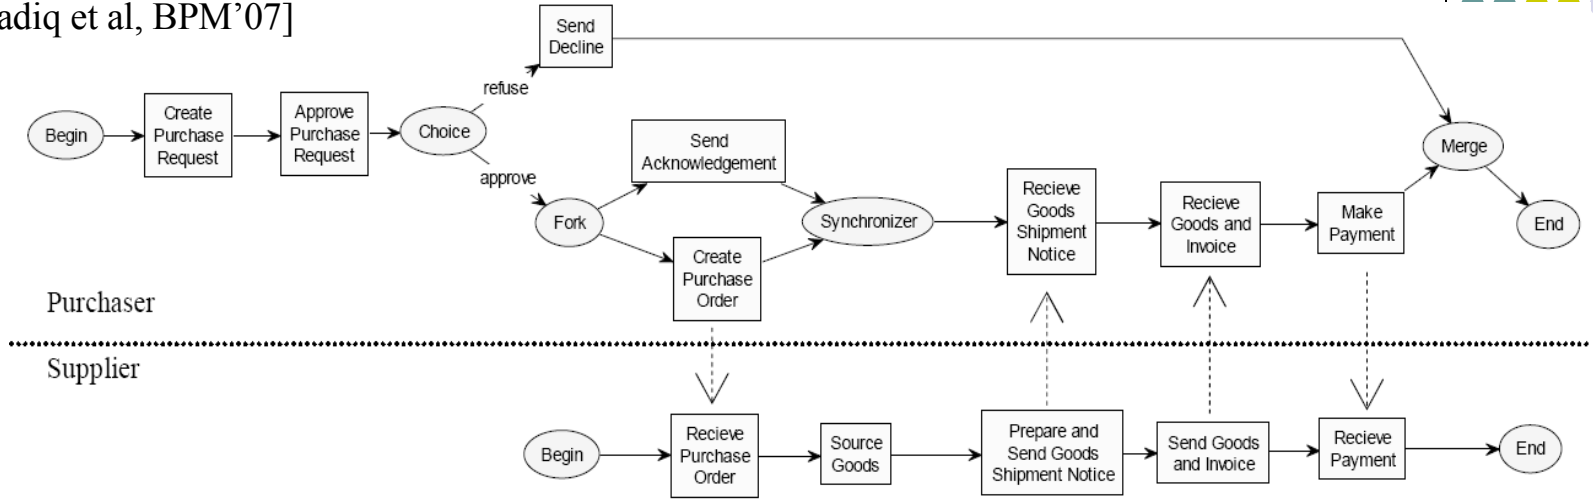 adiq et al, BPM’07]
Send
Decline
refuse
Begin
Create
Purchase
Request
Approve
Purchase
Request
Choice
approve
Fork
Send
Acknowledgement
Create
Purchase
Order
Synchronizer
Recieve
Goods
Shipment
Notice
Recieve
Goods and
Invoice
Make
Payment
Merge
End
Purchaser
Supplier
Begin
Recieve
Purchase
Order
Source
Goods
Prepare and
Send Goods
Shipment Notice
Send Goods
and Invoice
Recieve
Payment
End